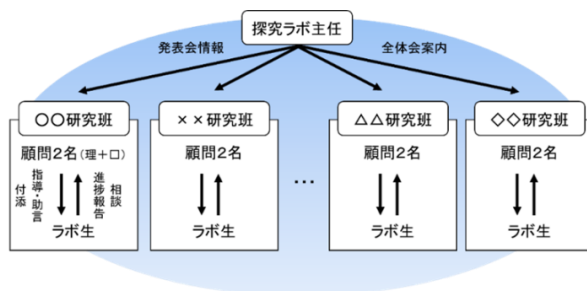 探究ラボ主任
発表会情報
全体会案内
〇〇研究班
××研究班
△△研究班
◇◇研究班
顧問2名(理+口)
顧問2名
…
顧問2名
顧問2名
付添
指導・助言
進捗報告
相談
ラボ生
ラボ生
ラボ生
ラボ生